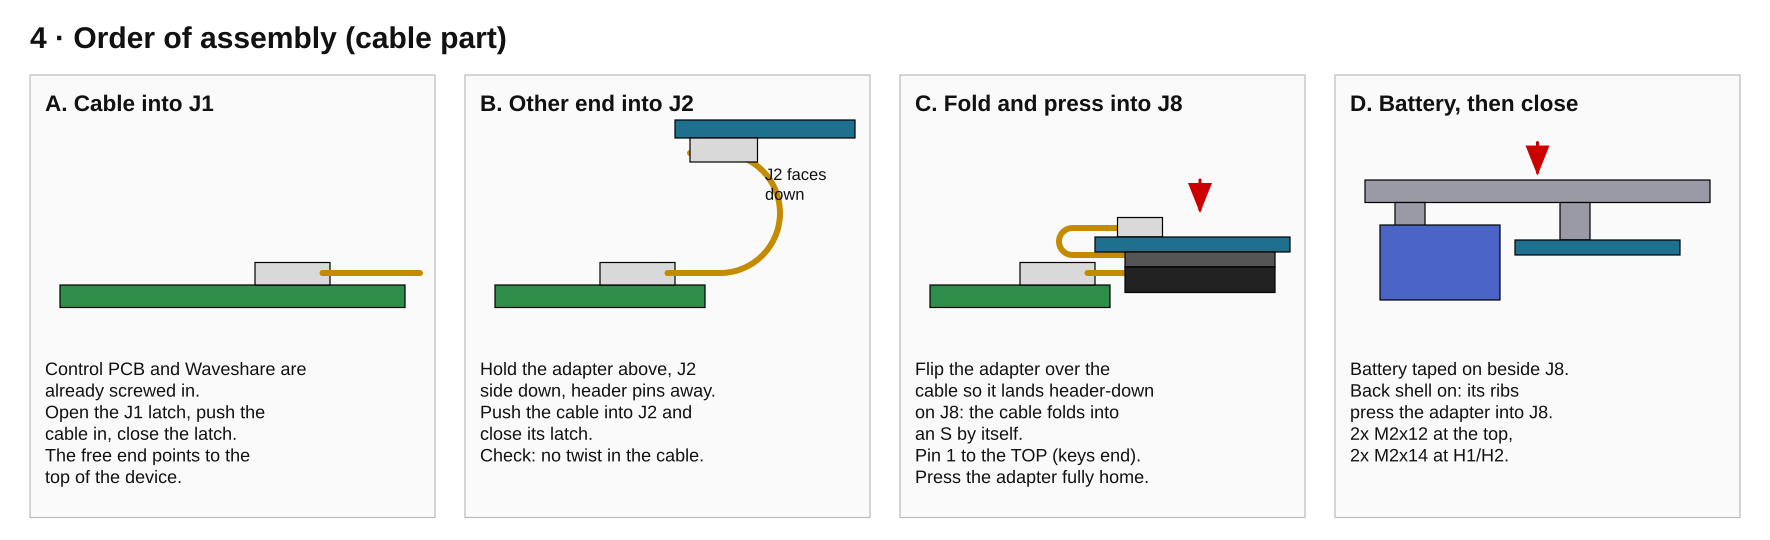 4 · Order of assembly (cable part)
A. Cable into J1
Control PCB and Waveshare are
already screwed in.
Open the J1 latch, push the
cable in, close the latch.
The free end points to the
top of the device.
B. Other end into J2
J2 faces
down
Hold the adapter above, J2
side down, header pins away.
Push the cable into J2 and
close its latch.
Check: no twist in the cable.
C. Fold and press into J8
Flip the adapter over the
cable so it lands header-down
on J8: the cable folds into
an S by itself.
Pin 1 to the TOP (keys end).
Press the adapter fully home.
D. Battery, then close
Battery taped on beside J8.
Back shell on: its ribs
press the adapter into J8.
2x M2x12 at the top,
2x M2x14 at H1/H2.